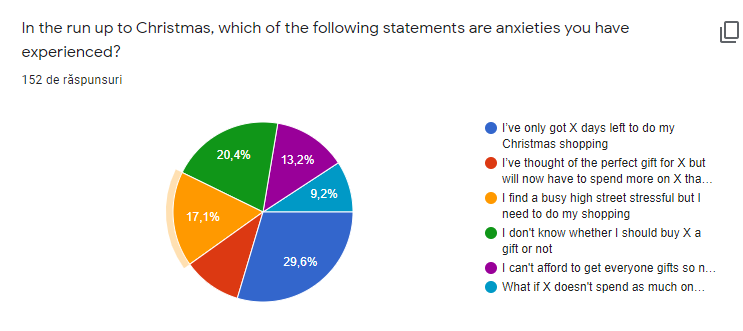 In the run up to Christmas, which of the following statements are anxieties you have
experienced?
152 de răspunsuri
20,4%
13,2%
9,2%
17,1%
29,6%
I've only got X days left to do my
Christmas shopping
I've thought of the perfect gift for X but
will now have to spend more on X tha…
I find a busy high street stressful but I
need to do my shopping
I don't know whether I should buy X a
gift or not
I can't afford to get everyone gifts so n…
What if X doesn't spend as much on…